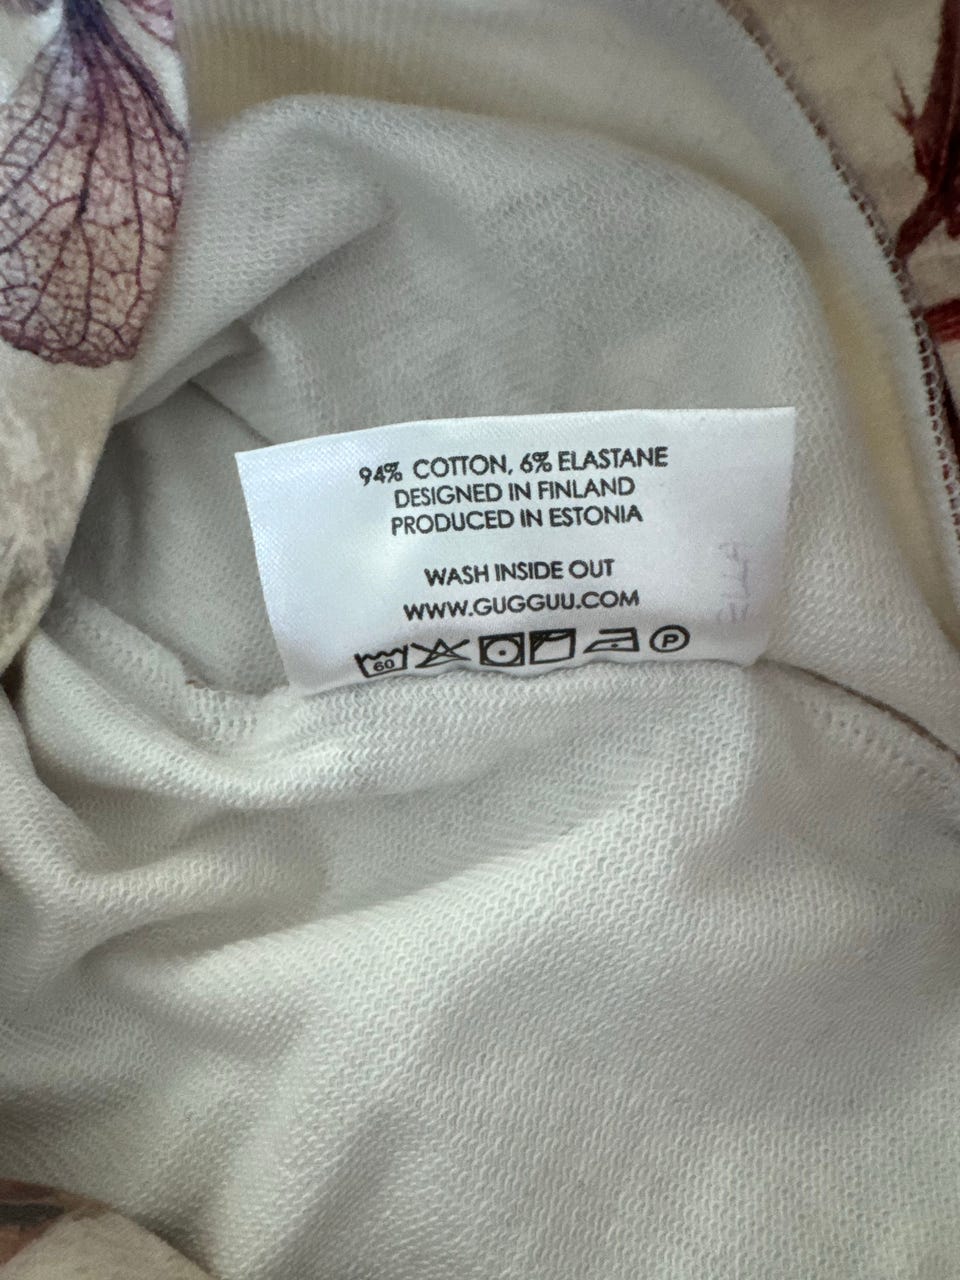 94% COTTON, 6% ELASTANE
DESIGNED IN FINLAND
PRODUCED IN ESTONIA
WASH INSIDE OUT
WWW.GUGGUU.COM
60 P